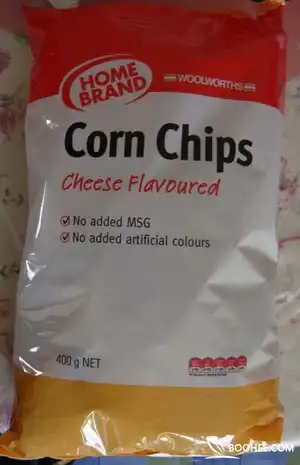 HOME
BRAND
WOOLWORTHS
Corn Chips
Cheese Flavoured
No added MSG
No added artificial colours
400 g NET
BOOHEE.COM